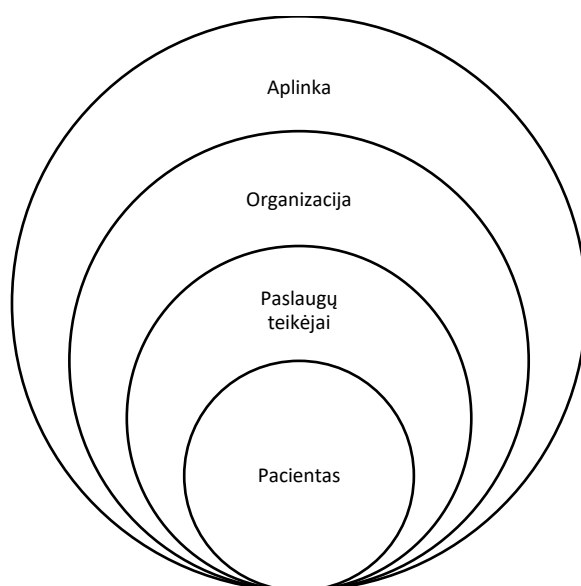 Aplinka
Organizacija
Paslaugų
teikėjai
Pacientas